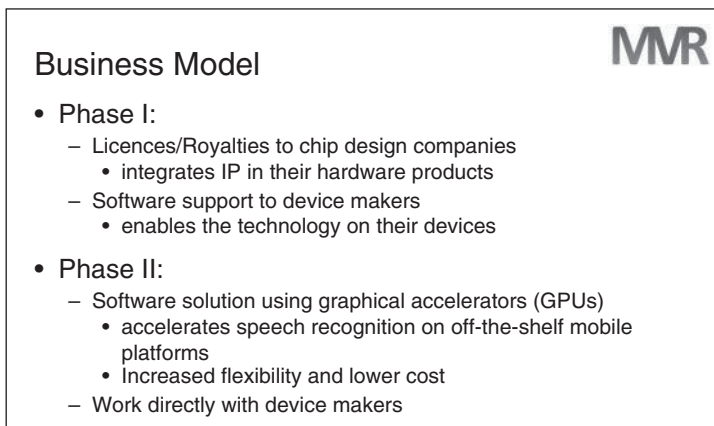 MVR
Business Model
• Phase I:
– Licences/Royalties to chip design companies
• integrates IP in their hardware products
– Software support to device makers
• enables the technology on their devices
• Phase II:
– Software solution using graphical accelerators (GPUs)
• accelerates speech recognition on off-the-shelf mobile
platforms
• Increased flexibility and lower cost
– Work directly with device makers